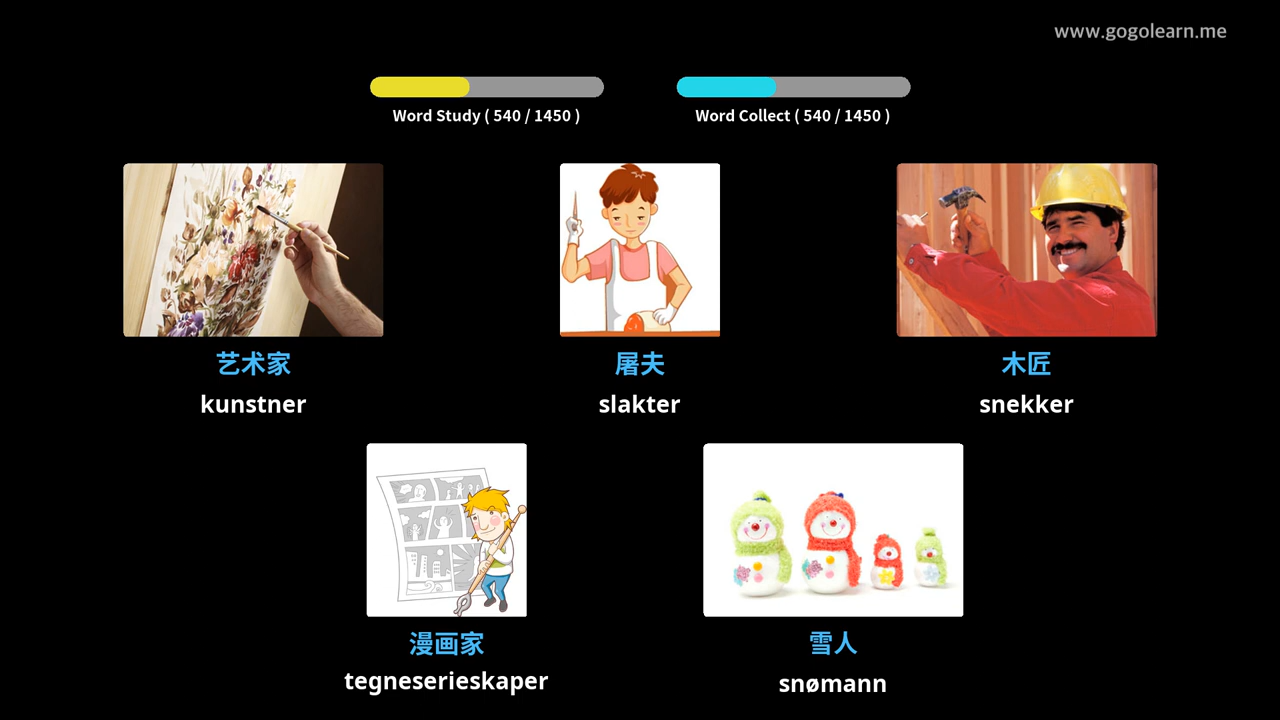 www.gogolearn.me
Word Study ( 540 / 1450 )
Word Collect ( 540 / 1450 )
艺术家
kunstner
屠夫
slakter
木匠
snekker
漫画家
tegneserieskaper
雪人
snømann